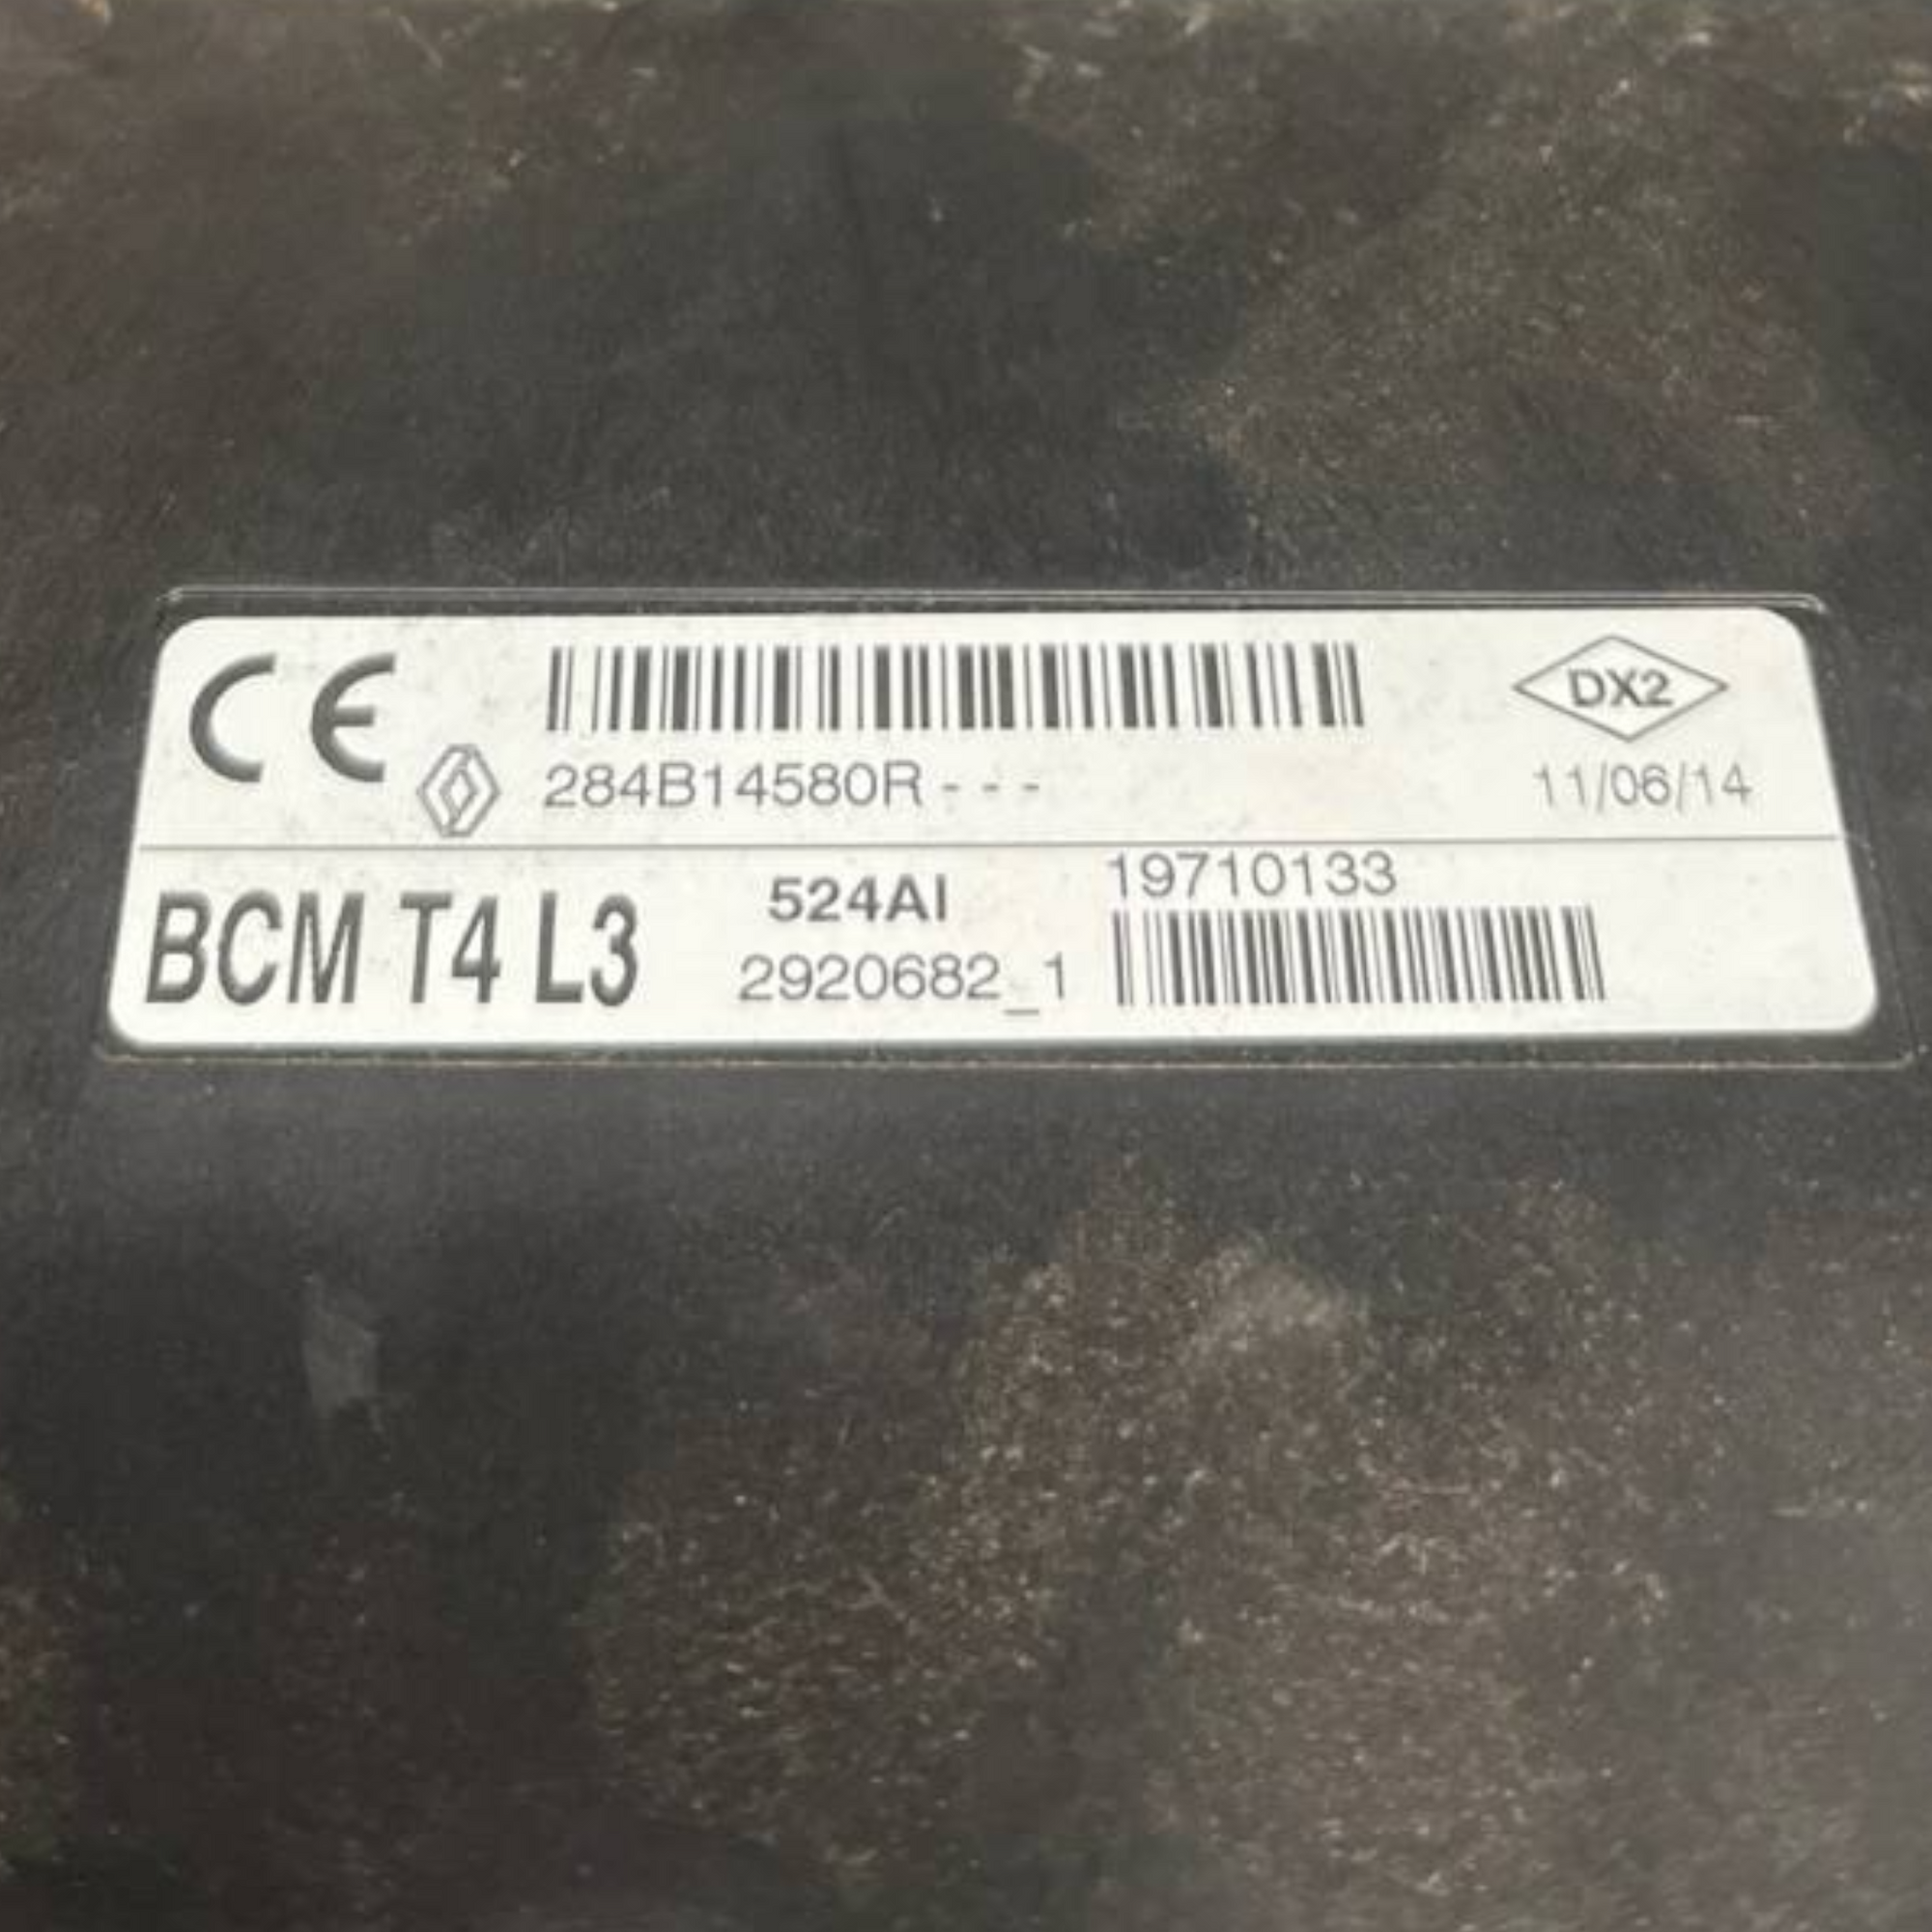 CE
DX2
284B14580R - - -
11/06/14
BCM T4 L3
524AI
2920682_1
19710133